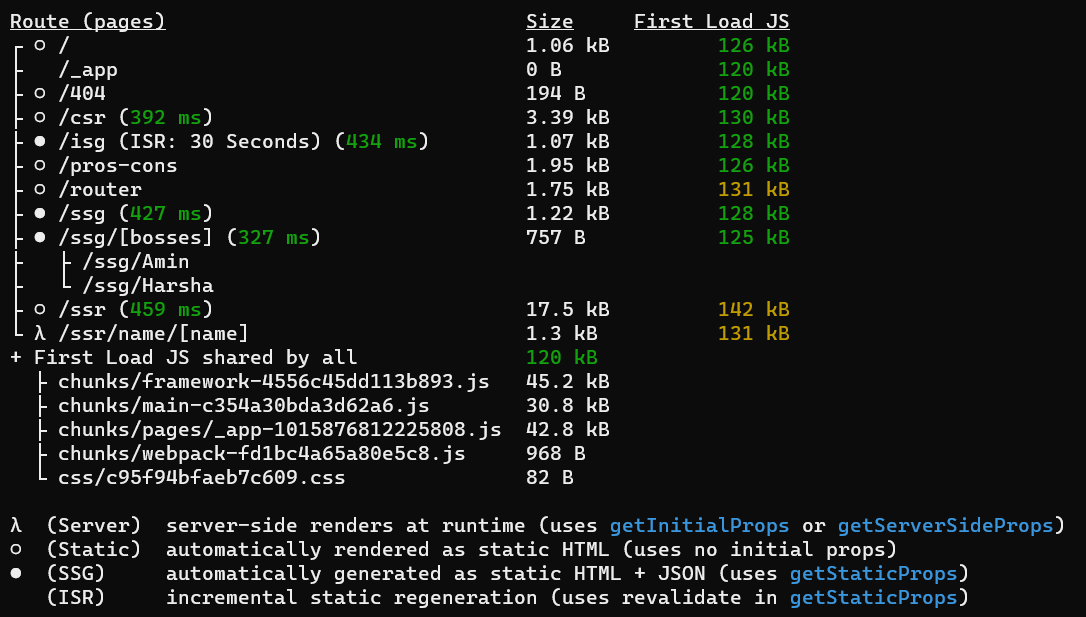 Route (pages)                              Size     First Load JS
┌ ○ /                                      1.06 kB         126 kB
├   /_app                                  0 B             120 kB
├ ○ /404                                   194 B           120 kB
├ ○ /csr (392 ms)                          3.39 kB         130 kB
├ ● /isg (ISR: 30 Seconds) (434 ms)        1.07 kB         128 kB
├ ○ /pros-cons                             1.95 kB         126 kB
├ ○ /router                                1.75 kB         131 kB
├ ● /ssg (427 ms)                          1.22 kB         128 kB
├ ● /ssg/[bosses] (327 ms)                 757 B           125 kB
├   ├ /ssg/Amin
├   └ /ssg/Harsha
├ ○ /ssr (459 ms)                          17.5 kB         142 kB
└ λ /ssr/name/[name]                       1.3 kB          131 kB
+ First Load JS shared by all              120 kB
  ├ chunks/framework-4556c45dd113b893.js   45.2 kB
  ├ chunks/main-c354a30bda3d62a6.js        30.8 kB
  ├ chunks/pages/_app-1015876812225808.js  42.8 kB
  ├ chunks/webpack-fd1bc4a65a80e5c8.js     968 B
  └ css/c95f94bfaeb7c609.css               82 B
λ  (Server)  server-side renders at runtime (uses getInitialProps or getServerSideProps)
○  (Static)  automatically rendered as static HTML (uses no initial props)
●  (SSG)     automatically generated as static HTML + JSON (uses getStaticProps)
   (ISR)     incremental static regeneration (uses revalidate in getStaticProps)